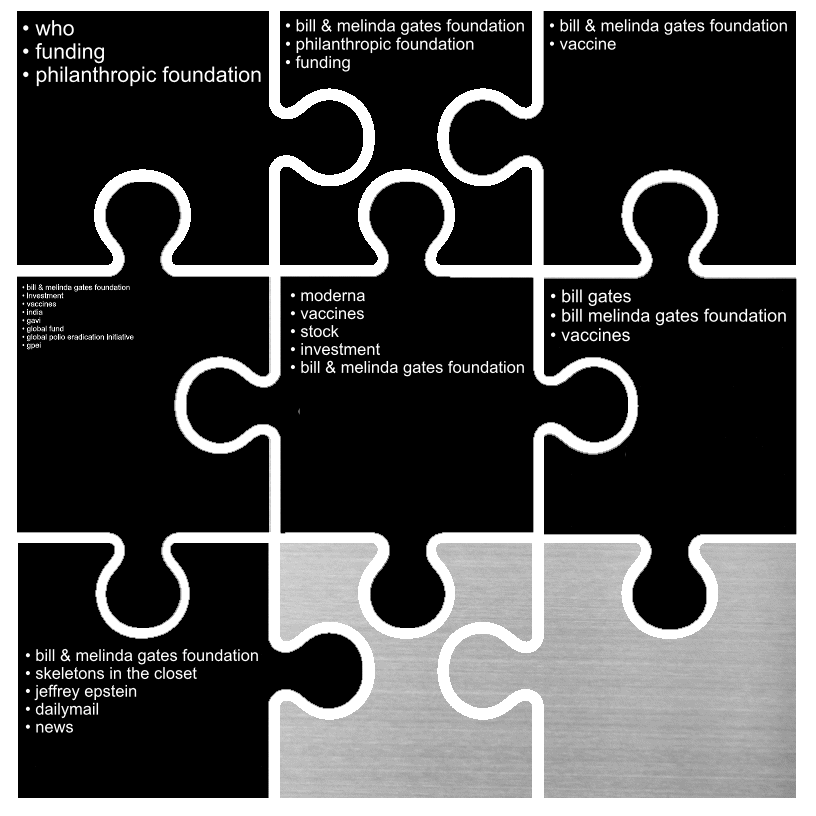 • who
• funding
• philanthropic foundation
• bill & melinda gates foundation
• philanthropic foundation
• funding
• bill & melinda gates foundation
• vaccine
• bill & melinda gates foundation
• Investment
• vaccines
• india
• gavi
• global fund
• global polio eradication Initiative
• gpei
• moderna
• vaccines
• stock
• investment
• bill & melinda gates foundation
• bill gates
• bill melinda gates foundation
• vaccines
• bill & melinda gates foundation
• skeletons in the closet
• jeffrey epstein
• dailymail
• news